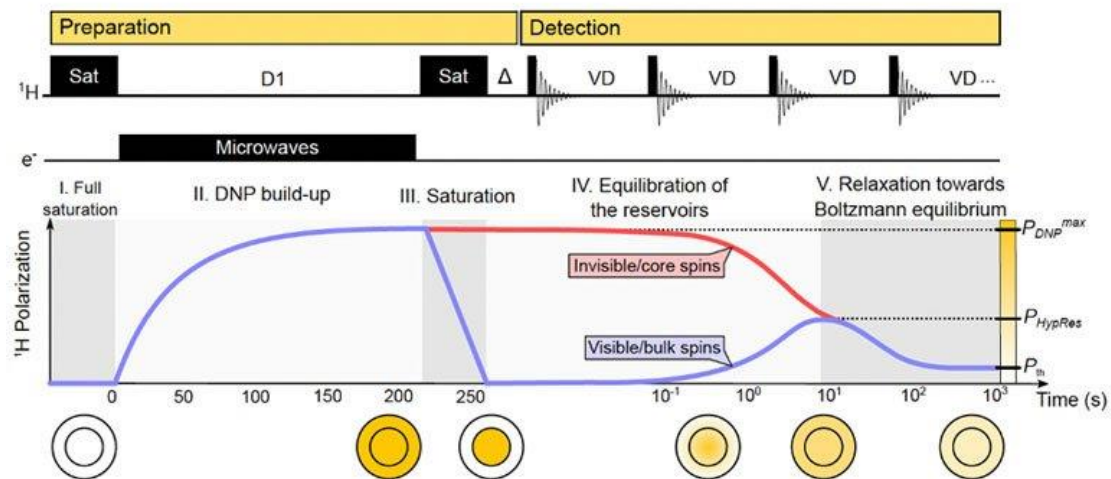 Preparation Detection
Sat D1 Sat Δ VD VD VD VD ...
¹H
Microwaves
e⁻
I. Full saturation
II. DNP build-up
III. Saturation
IV. Equilibration of
the reservoirs
V. Relaxation towards
Boltzmann equilibrium
¹H Polarization
Invisible/core spins
Visible/bulk spins
P_DNP^max
P_HypRes
P_th
0 50 100 150 200 250 10⁻¹ 10⁰ 10¹ 10² 10³ Time (s)